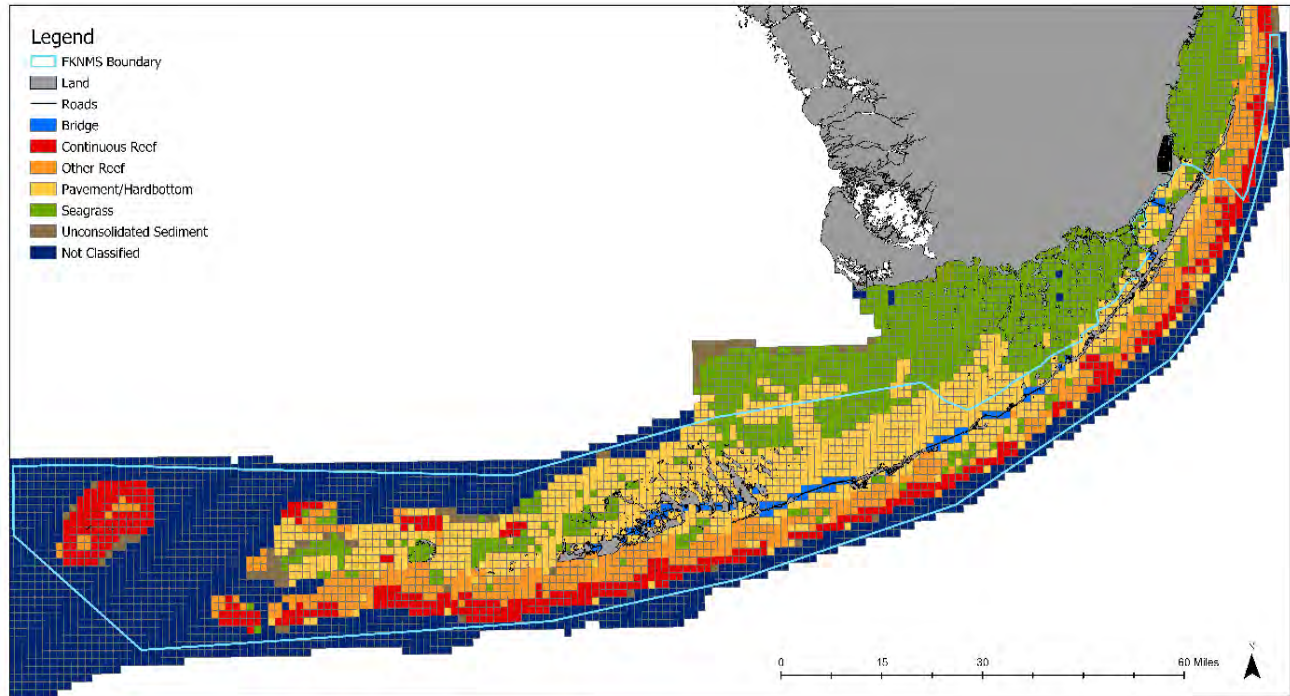 Legend
FKNMS Boundary
Land
Roads
Bridge
Continuous Reef
Other Reef
Pavement/Hardbottom
Seagrass
Unconsolidated Sediment
Not Classified
0 15 30 60 Miles
N